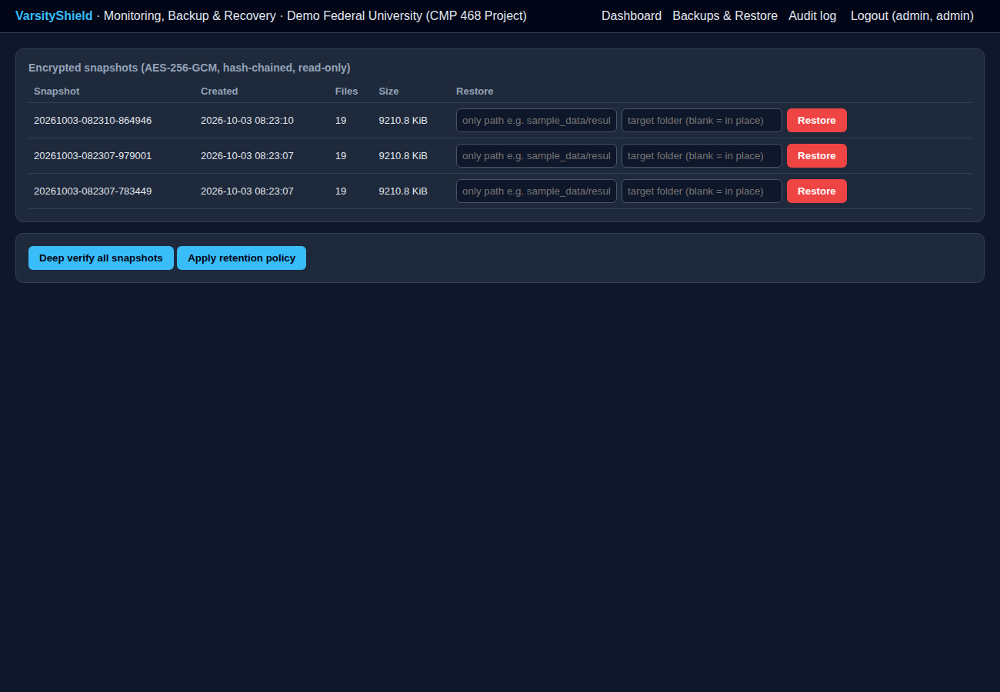 VarsityShield · Monitoring, Backup & Recovery · Demo Federal University (CMP 468 Project) Dashboard Backups & Restore Audit log Logout (admin, admin)
Encrypted snapshots (AES-256-GCM, hash-chained, read-only)
Snapshot Created Files Size Restore
20261003-082310-864946 2026-10-03 08:23:10 19 9210.8 KiB only path e.g. sample_data/resul target folder (blank = in place) Restore
20261003-082307-979001 2026-10-03 08:23:07 19 9210.8 KiB only path e.g. sample_data/resul target folder (blank = in place) Restore
20261003-082307-783449 2026-10-03 08:23:07 19 9210.8 KiB only path e.g. sample_data/resul target folder (blank = in place) Restore
Deep verify all snapshots Apply retention policy